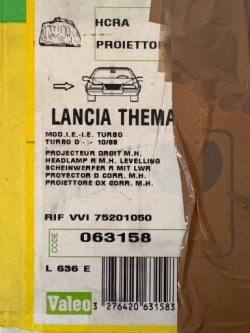 HCRA
PROIETTOR
LANCIA THEMA
MOD.I.E.-I.E. TURBO
TURBO D -> 10/88
PROJECTEUR DROIT M.H.
HEADLAMP R M.H. LEVELLING
SCHEINWERFER R MIT LWR
PROYECTOR D CORR. M.H.
PROIETTORE DX CORR. M.H.
RIF VVI 75201050
CODE
063158
L 636 E
Valeo
3 276420 631583